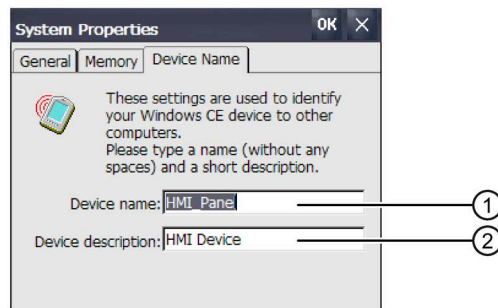 System Properties OK ×
General Memory Device Name
These settings are used to identify
your Windows CE device to other
computers.
Please type a name (without any
spaces) and a short description.
Device name: HMI_Panel
1
Device description: HMI Device
2